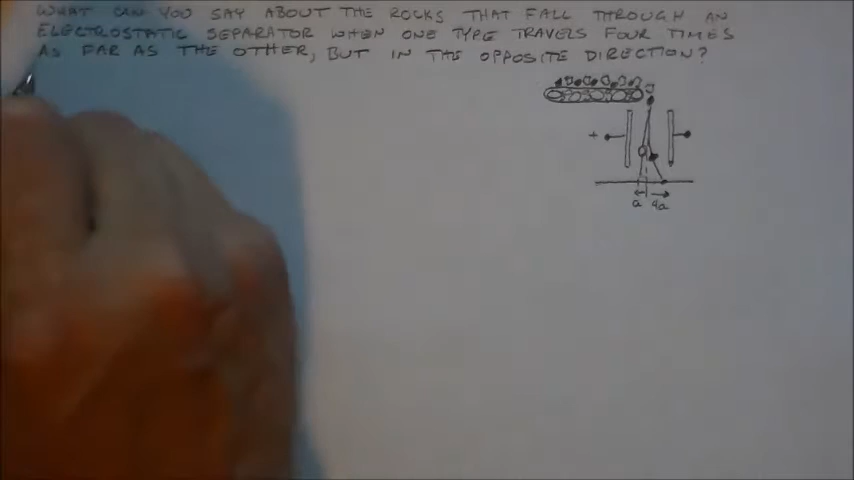 WHAT CAN YOU SAY ABOUT THE ROCKS THAT FALL THROUGH AN
ELECTROSTATIC SEPARATOR WHEN ONE TYPE TRAVELS FOUR TIMES
AS FAR AS THE OTHER, BUT IN THE OPPOSITE DIRECTION?
+
a 4a